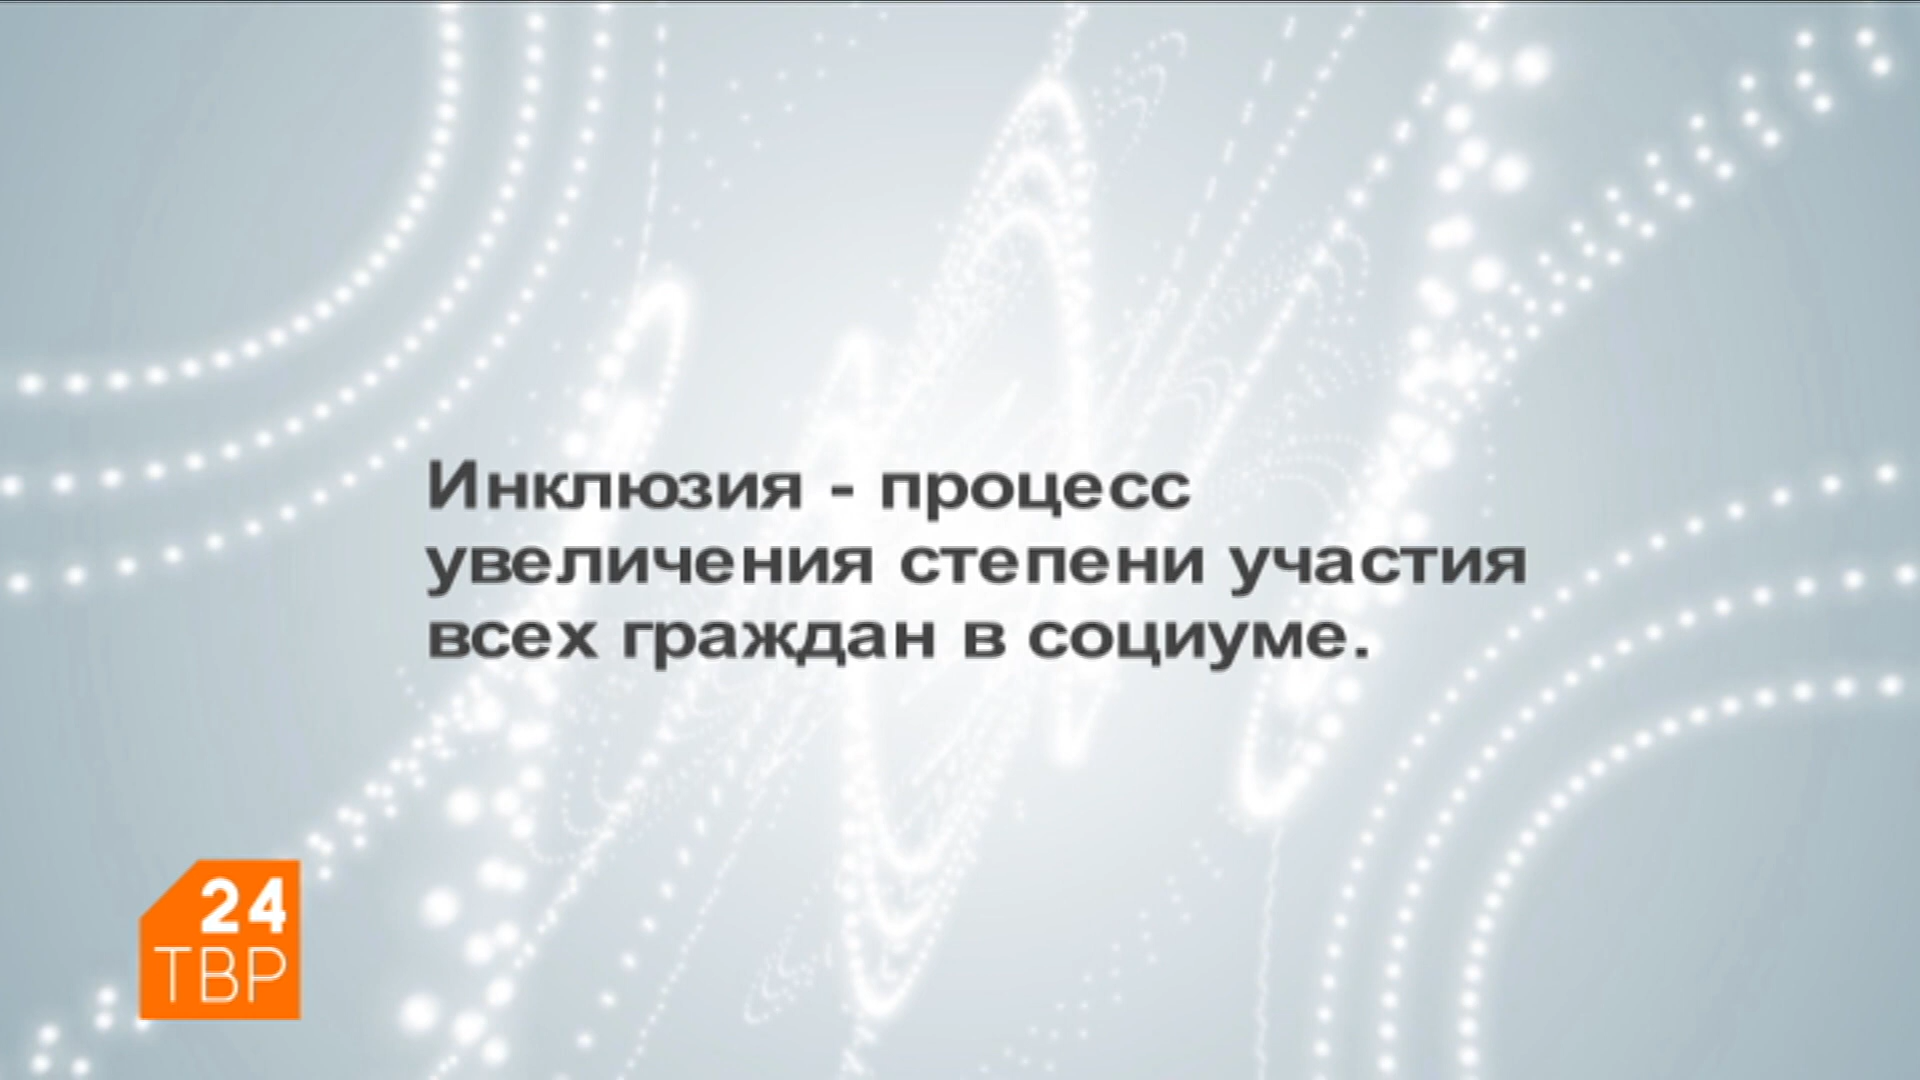 Инклюзия - процесс
увеличения степени участия
всех граждан в социуме.
24
ТВР